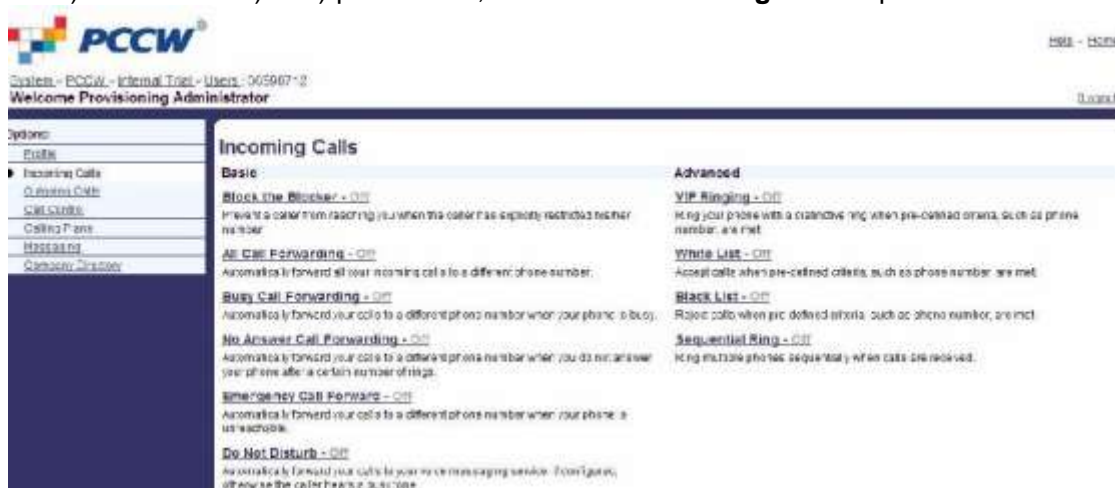 PCCW®
Help - Home
System - PCCW - Internal Trial - Users
Welcome Provisioning Administrator
Options:
Profile
Incoming Calls
Outgoing Calls
Call Control
Calling Plans
Messaging
Company Directory
Incoming Calls
Basic
Block the Blocker - Off
Prevent a caller from reaching you when the caller has explicitly restricted his/her
number
All Call Forwarding - Off
Automatically forward all your incoming calls to a different phone number.
Busy Call Forwarding - Off
Automatically forward your calls to a different phone number when your phone is busy.
No Answer Call Forwarding - Off
Automatically forward your calls to a different phone number when you do not answer
your phone after a certain number of rings.
Emergency Call Forward - Off
Automatically forward your calls to a different phone number when your phone is
unreachable.
Do Not Disturb - Off
Automatically forward your calls to your voice messaging service, if configured,
otherwise the caller hears a busy tone
Advanced
VIP Ringing - Off
Ring your phone with a distinctive ring when pre-defined criteria, such as phone
number, are met
White List - Off
Accept calls when pre-defined criteria, such as phone number, are met.
Black List - Off
Reject calls when pre-defined criteria, such as phone number, are met.
Sequential Ring - Off
Ring multiple phones sequentially when calls are received.